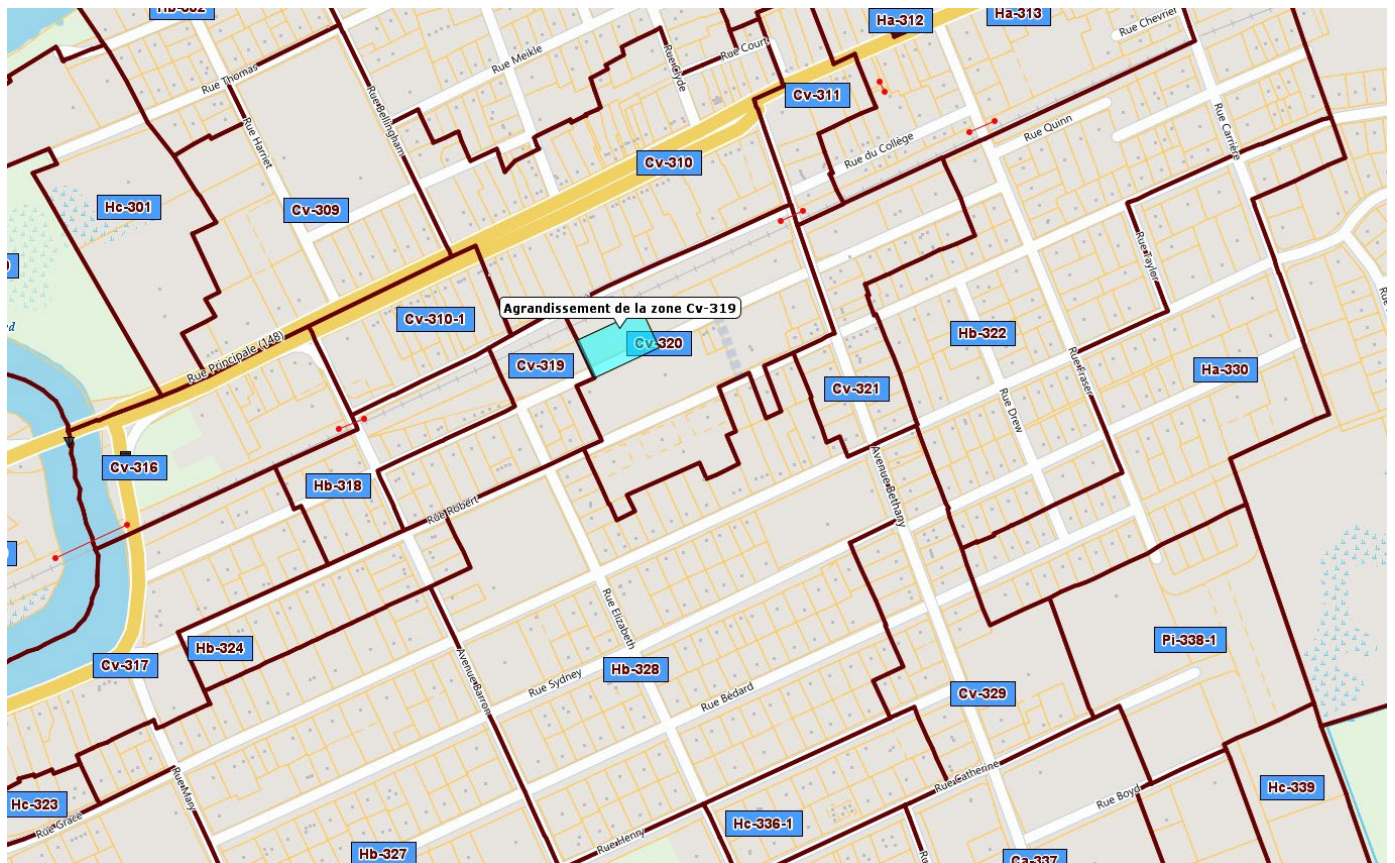 Hb-302
Ha-312
Ha-313
Rue Chevrier
Rue Court
Rue Meikle
Rue Clyde
Rue Thomas
Rue Bellingham
Cv-311
Rue Harriet
Rue Quinn
Rue Carrière
Cv-310
Rue du Collège
Hc-301
Cv-309
Rue Tayler
Agrandissement de la zone Cv-319
Cv-310-1
Rue Principale (148)
Cv-319
Cv-320
Hb-322
Rue Fraser
Ha-330
Cv-321
Rue Drew
Cv-316
Hb-318
Rue Robert
Avenue Bethany
Rue Elizabeth
Hb-324
Pi-338-1
Cv-317
Hb-328
Rue Sydney
Rue Bédard
Avenue Barron
Cv-329
Rue Mary
Rue Catherine
Hc-339
Rue Boyd
Hc-323
Rue Grace
Hc-336-1
Rue Henry
Hb-327
Ca-337